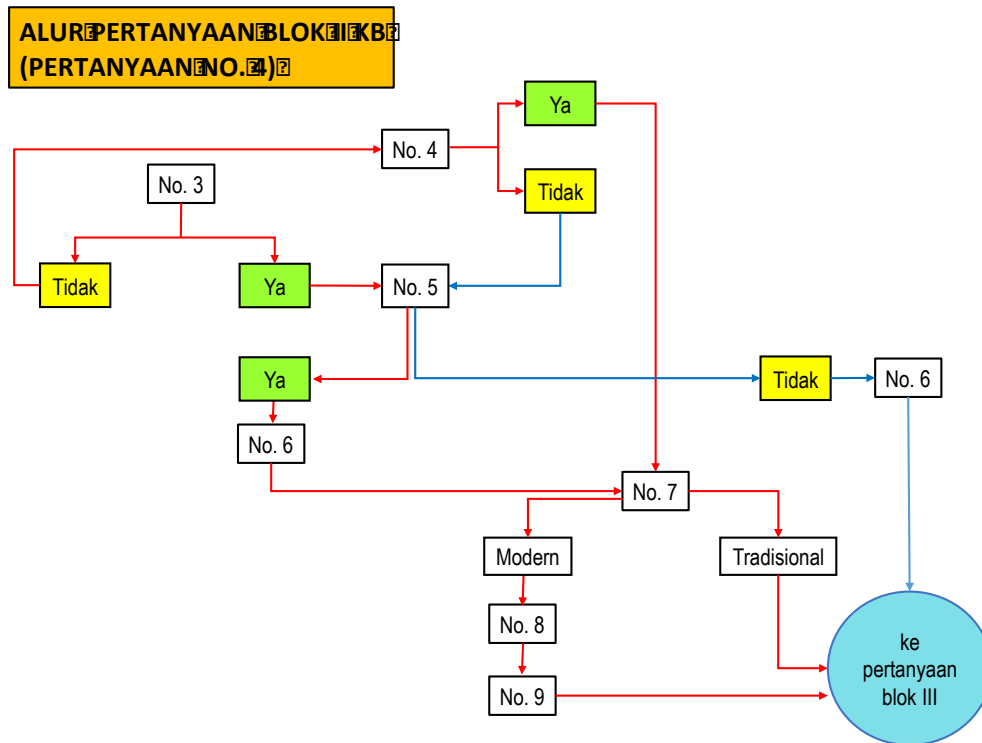 ALUR PERTANYAAN BLOK II KB
(PERTANYAAN NO. 4)
Ya
No. 4
No. 3
Tidak
Tidak
Ya
No. 5
Ya
Tidak
No. 6
No. 6
No. 7
Modern
Tradisional
No. 8
No. 9
ke
pertanyaan
blok III